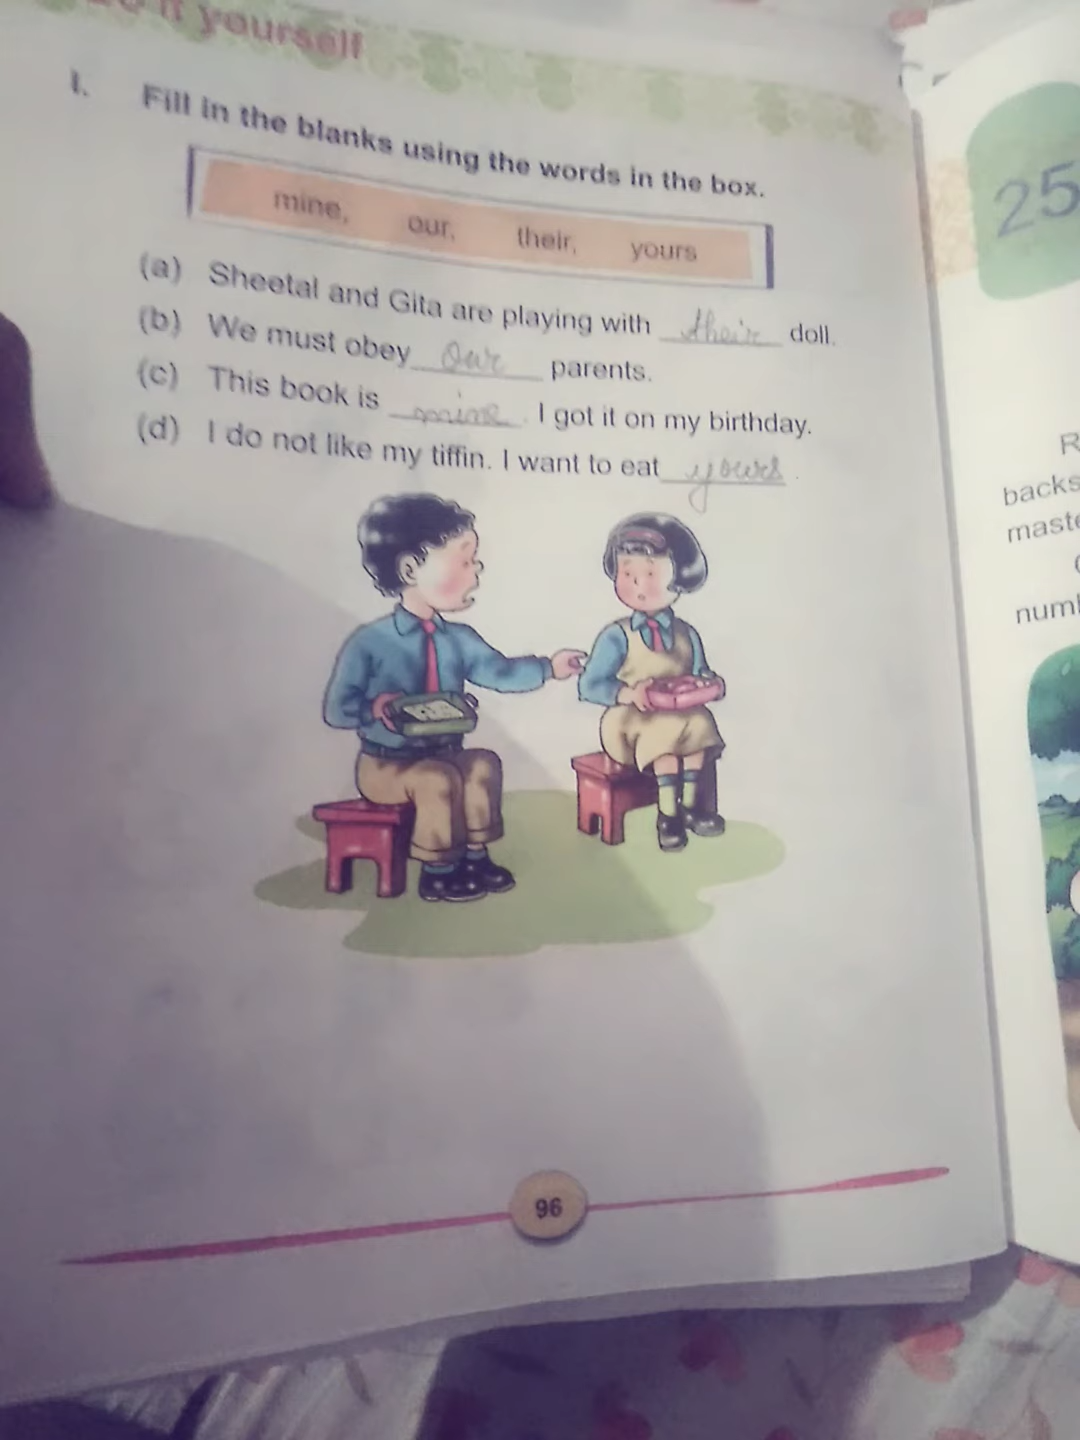 Do it yourself
I. Fill in the blanks using the words in the box.
mine, our, their, yours
(a) Sheetal and Gita are playing with their doll.
(b) We must obey Our parents.
(c) This book is mine. I got it on my birthday.
(d) I do not like my tiffin. I want to eat yours.
96
25
backs
maste
numb